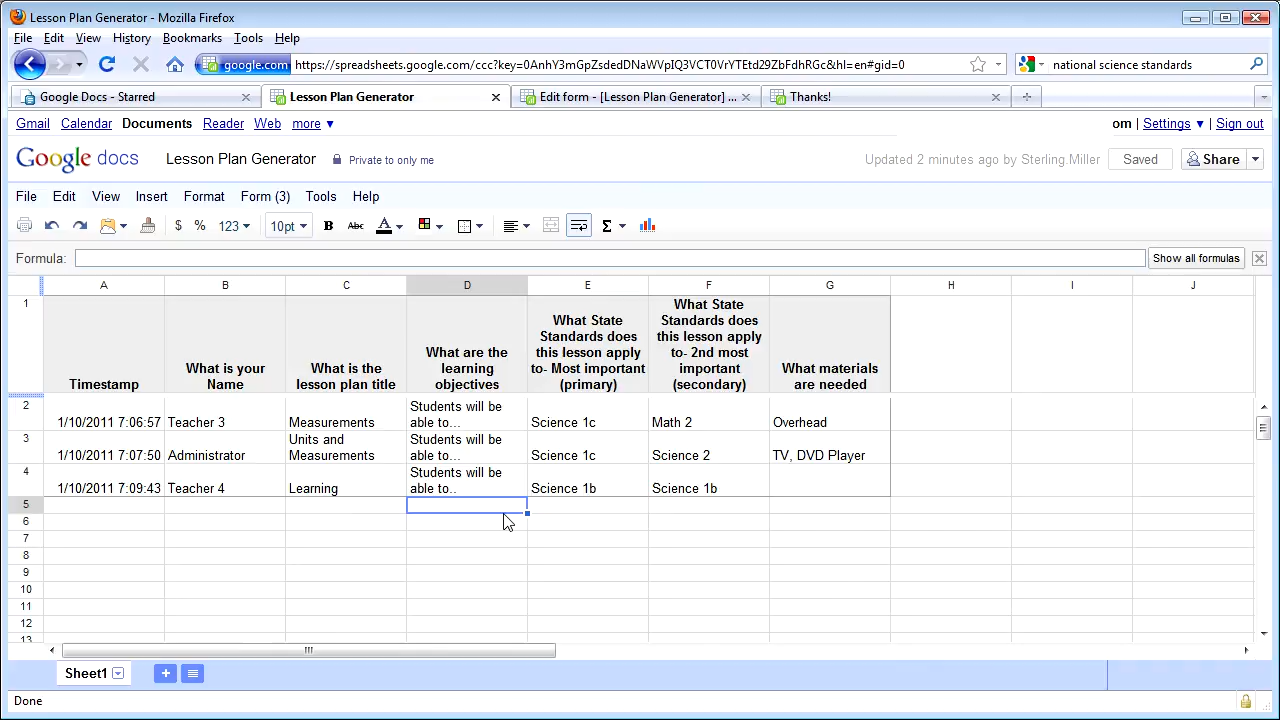 Lesson Plan Generator - Mozilla Firefox
File Edit View History Bookmarks Tools Help
google.com https://spreadsheets.google.com/ccc?key=0AnhY3mGpZsdedDNaWVpIQ3VCT0VrYTEtd29ZbFdhRGc&hl=en#gid=0
national science standards
Google Docs - Starred
Lesson Plan Generator
Edit form - [Lesson Plan Generator] ...
Thanks!
Gmail Calendar Documents Reader Web more ▼
om | Settings ▼ | Sign out
Google docs Lesson Plan Generator Private to only me
Updated 2 minutes ago by Sterling.Miller Saved Share
File Edit View Insert Format Form (3) Tools Help
$ % 123 10pt B Abc A Σ
Formula: Show all formulas
A B C D E F G H I J
1
Timestamp
What is your
Name
What is the
lesson plan title
What are the
learning
objectives
What State
Standards does
this lesson apply
to- Most important
(primary)
What State
Standards does
this lesson apply
to- 2nd most
important
(secondary)
What materials
are needed
2
1/10/2011 7:06:57 Teacher 3 Measurements
Students will be
able to...
Science 1c Math 2 Overhead
3
1/10/2011 7:07:50 Administrator
Units and
Measurements
Students will be
able to...
Science 1c Science 2 TV, DVD Player
4
1/10/2011 7:09:43 Teacher 4 Learning
Students will be
able to..
Science 1b Science 1b
5
6
7
8
9
10
11
12
13
Sheet1
Done